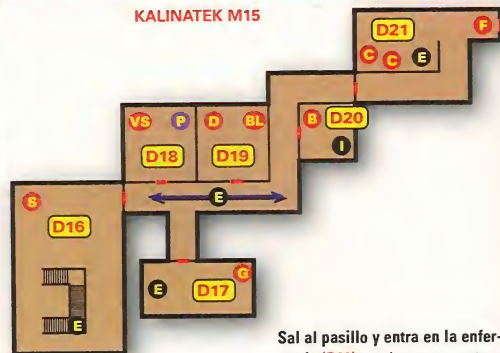 KALINATEK M15
D21
F
C
C
E
VS
P
D
BL
B
D20
D18
D19
I
S
E
D16
E
D17
G
E
Sal al pasillo y entra en la enfer-